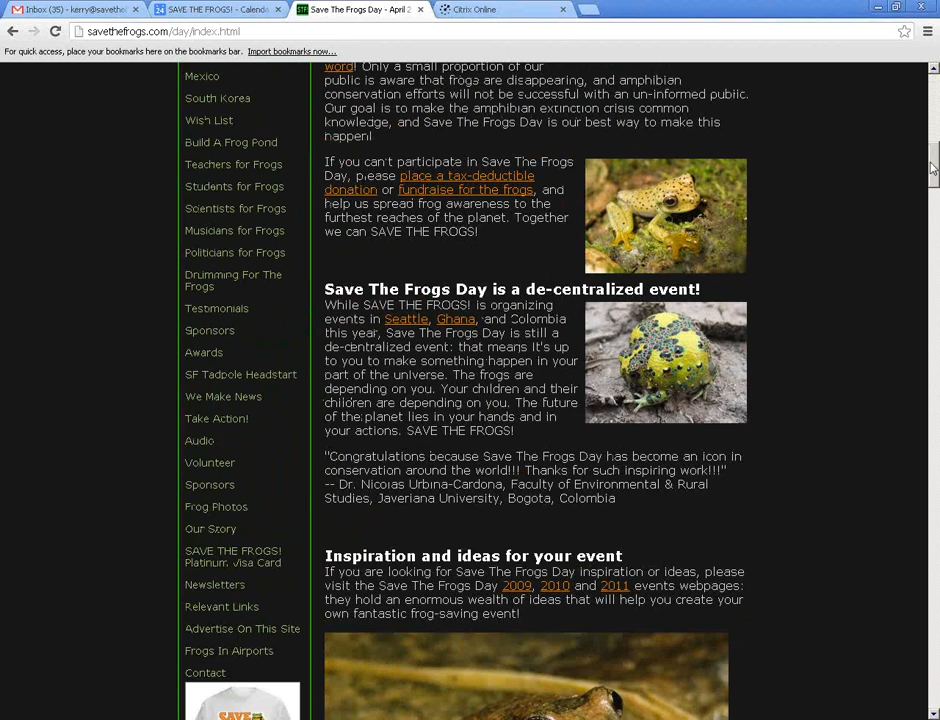 Inbox (35) - kerry@savethe
SAVE THE FROGS! - Calenda
Save The Frogs Day - April 2
Citrix Online
savethefrogs.com/day/index.html
For quick access, place your bookmarks here on the bookmarks bar. Import bookmarks now...
Mexico
South Korea
Wish List
Build A Frog Pond
Teachers for Frogs
Students for Frogs
Scientists for Frogs
Musicians for Frogs
Politicians for Frogs
Drumming For The
Frogs
Testimonials
Sponsors
Awards
SF Tadpole Headstart
We Make News
Take Action!
Audio
Volunteer
Sponsors
Frog Photos
Our Story
SAVE THE FROGS!
Platinum Visa Card
Newsletters
Relevant Links
Advertise On This Site
Frogs In Airports
Contact
SAVE
word! Only a small proportion of our
public is aware that frogs are disappearing, and amphibian
conservation efforts will not be successful with an un-informed public.
Our goal is to make the amphibian extinction crisis common
knowledge, and Save The Frogs Day is our best way to make this
happen!
If you can't participate in Save The Frogs
Day, please place a tax-deductible
donation or fundraise for the frogs, and
help us spread frog awareness to the
furthest reaches of the planet. Together
we can SAVE THE FROGS!
Save The Frogs Day is a de-centralized event!
While SAVE THE FROGS! is organizing
events in Seattle, Ghana, and Colombia
this year, Save The Frogs Day is still a
de-centralized event: that means it's up
to you to make something happen in your
part of the universe. The frogs are
depending on you. Your children and their
children are depending on you. The future
of the planet lies in your hands and in
your actions. SAVE THE FROGS!
"Congratulations because Save The Frogs Day has become an icon in
conservation around the world!!! Thanks for such inspiring work!!!"
-- Dr. Nicolas Urbina-Cardona, Faculty of Environmental & Rural
Studies, Javeriana University, Bogota, Colombia
Inspiration and ideas for your event
If you are looking for Save The Frogs Day inspiration or ideas, please
visit the Save The Frogs Day 2009, 2010 and 2011 events webpages:
they hold an enormous wealth of ideas that will help you create your
own fantastic frog-saving event!